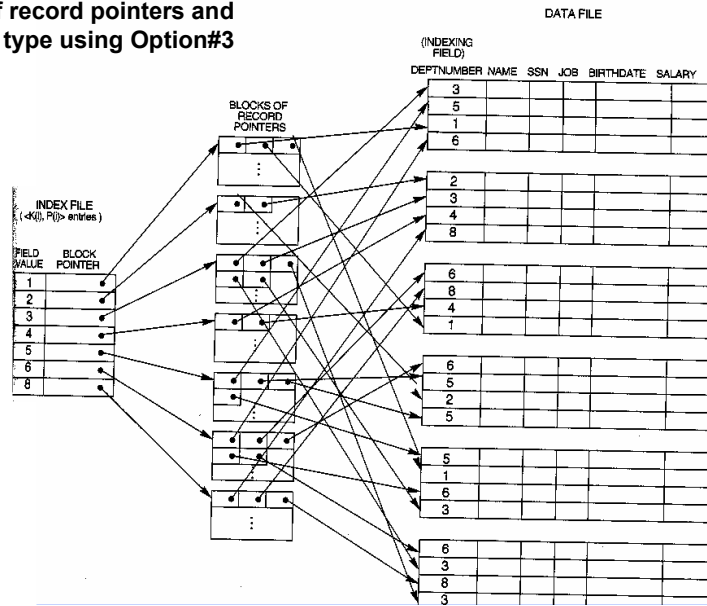 f record pointers and
type using Option#3
DATA FILE
(INDEXING
FIELD)
DEPTNUMBER NAME SSN JOB BIRTHDATE SALARY
3
5
1
6
2
3
4
8
6
8
4
1
6
5
2
5
5
1
6
3
6
3
8
3
BLOCKS OF
RECORD
POINTERS
INDEX FILE
(<K(i), P(i)> entries)
FIELD BLOCK
VALUE POINTER
1
2
3
4
5
6
8